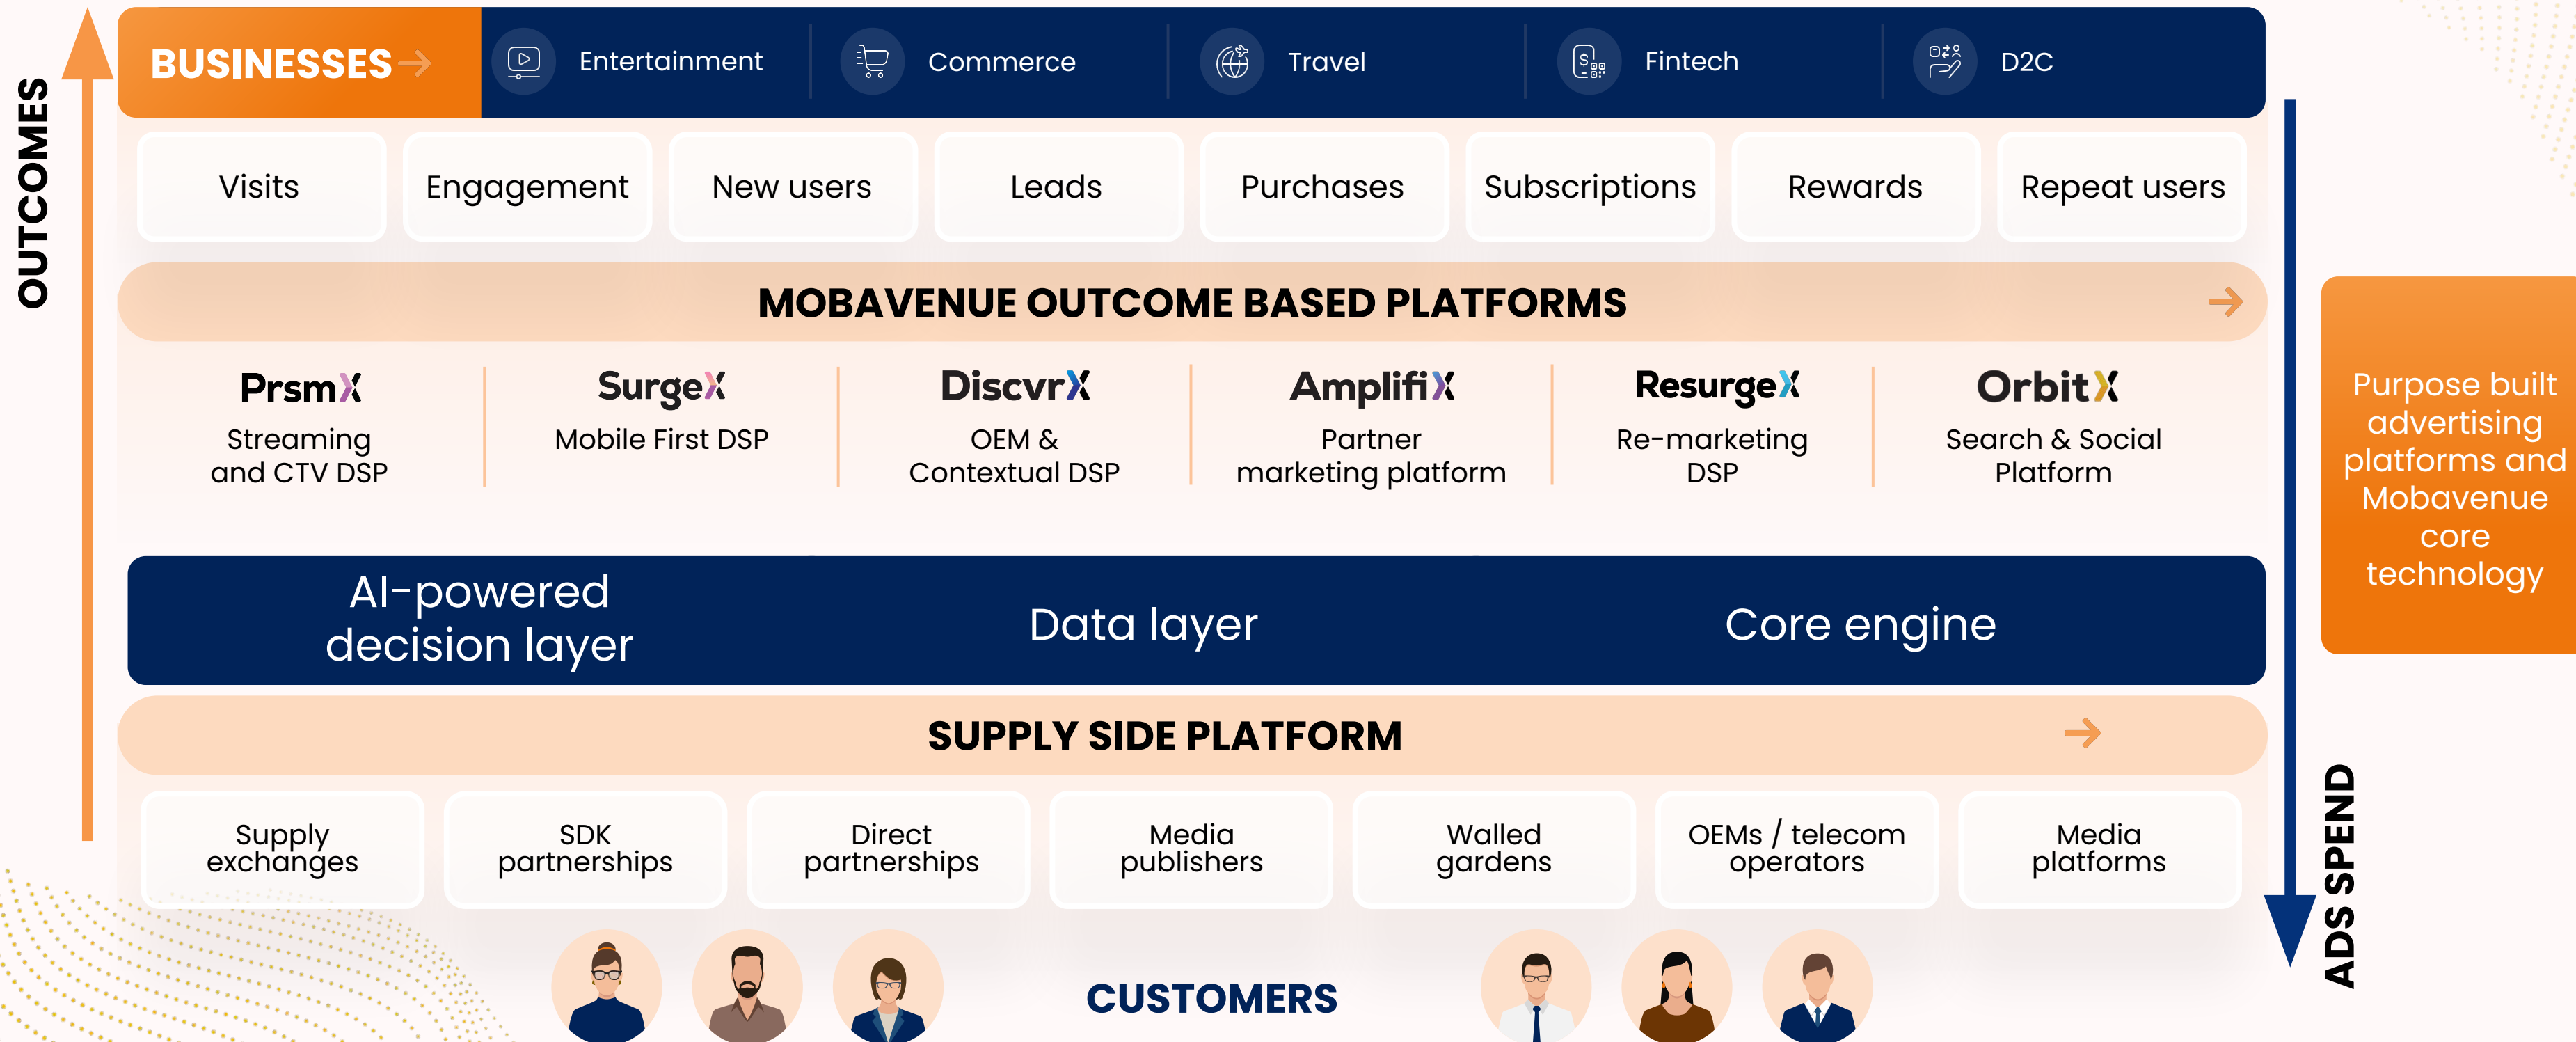 OUTCOMES
BUSINESSES
Entertainment
Commerce
Travel
Fintech
D2C
Visits
Engagement
New users
Leads
Purchases
Subscriptions
Rewards
Repeat users
MOBAVENUE OUTCOME BASED PLATFORMS
PrsmX
Streaming
and CTV DSP
SurgeX
Mobile First DSP
DiscvrX
OEM &
Contextual DSP
AmplifiX
Partner
marketing platform
ResurgeX
Re-marketing
DSP
OrbitX
Search & Social
Platform
Purpose built
advertising
platforms and
Mobavenue
core
technology
AI-powered
decision layer
Data layer
Core engine
SUPPLY SIDE PLATFORM
Supply
exchanges
SDK
partnerships
Direct
partnerships
Media
publishers
Walled
gardens
OEMs / telecom
operators
Media
platforms
ADS SPEND
CUSTOMERS